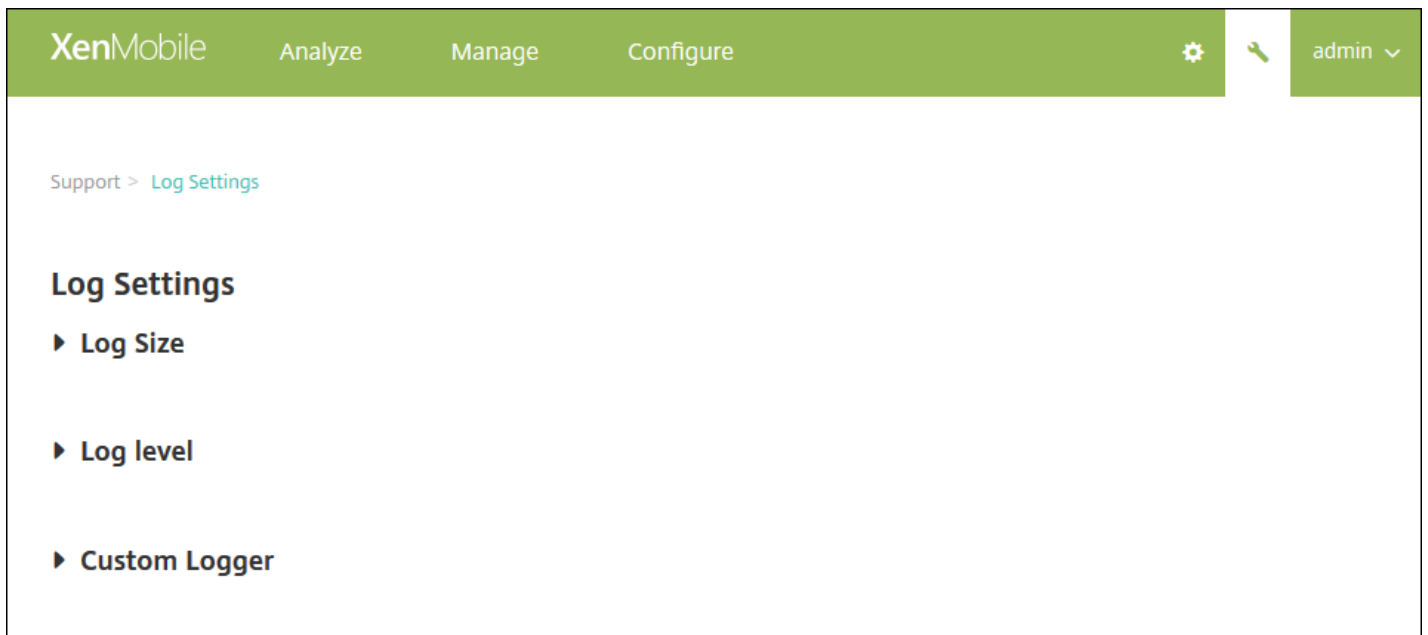 XenMobile Analyze Manage Configure admin
Support > Log Settings
Log Settings
Log Size
Log level
Custom Logger